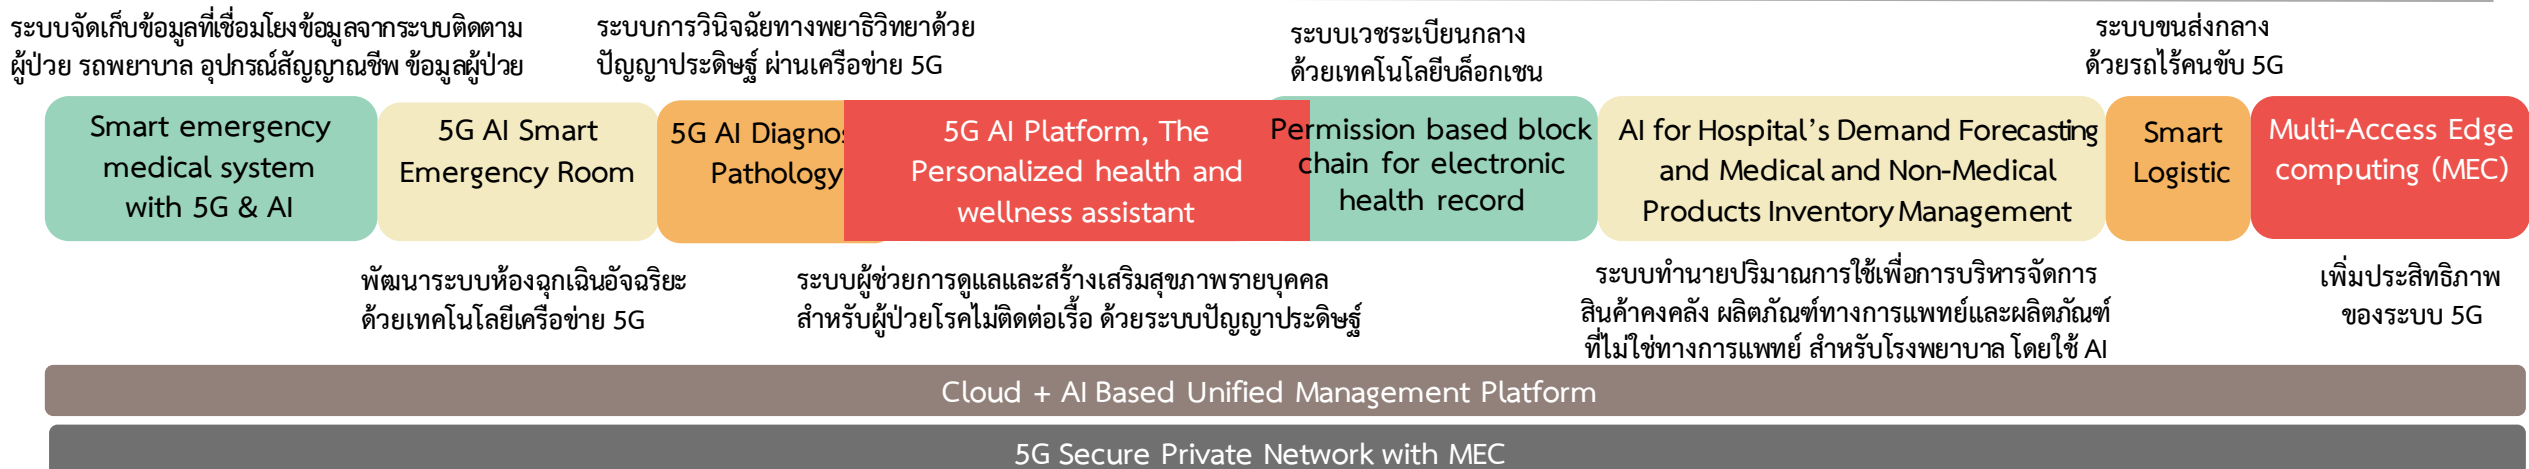 ระบบจัดเก็บข้อมูลที่เชื่อมโยงข้อมูลจากระบบติดตาม
ผู้ป่วย รถพยาบาล อุปกรณ์สัญญาณชีพ ข้อมูลผู้ป่วย
ระบบการวินิจฉัยทางพยาธิวิทยาด้วย
ปัญญาประดิษฐ์ ผ่านเครือข่าย 5G
ระบบเวชระเบียนกลาง
ด้วยเทคโนโลยีบล็อกเชน
ระบบขนส่งกลาง
ด้วยรถไร้คนขับ 5G
Smart emergency
medical system
with 5G & AI
5G AI Smart
Emergency Room
5G AI Diagnos
Pathology
5G AI Platform, The
Personalized health and
wellness assistant
Permission based block
chain for electronic
health record
AI for Hospital's Demand Forecasting
and Medical and Non-Medical
Products Inventory Management
Smart
Logistic
Multi-Access Edge
computing (MEC)
พัฒนาระบบห้องฉุกเฉินอัจฉริยะ
ด้วยเทคโนโลยีเครือข่าย 5G
ระบบผู้ช่วยการดูแลและสร้างเสริมสุขภาพรายบุคคล
สำหรับผู้ป่วยโรคไม่ติดต่อเรื้อ ด้วยระบบปัญญาประดิษฐ์
ระบบทำนายปริมาณการใช้เพื่อการบริหารจัดการ
สินค้าคงคลัง ผลิตภัณฑ์ทางการแพทย์และผลิตภัณฑ์
ที่ไม่ใช่ทางการแพทย์ สำหรับโรงพยาบาล โดยใช้ AI
เพิ่มประสิทธิภาพ
ของระบบ 5G
Cloud + AI Based Unified Management Platform
5G Secure Private Network with MEC